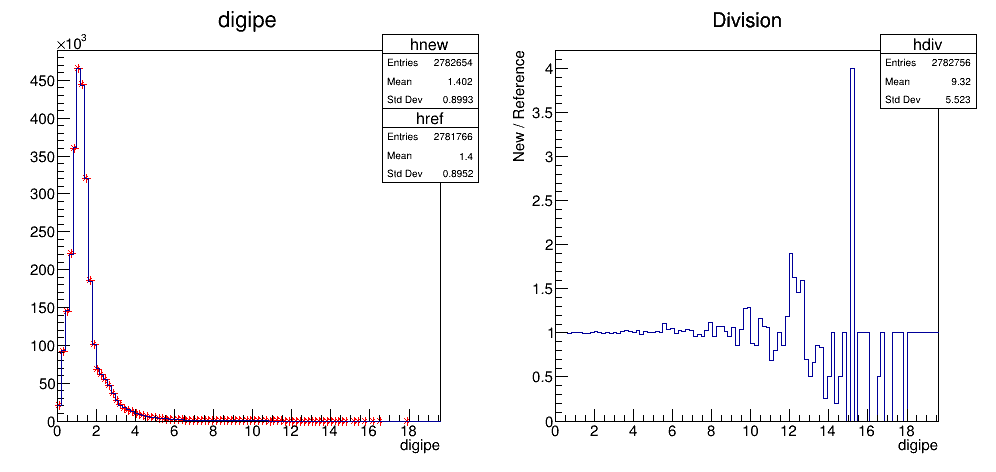 digipe
×10³
450
400
350
300
250
200
150
100
50
0
0 2 4 6 8 10 12 14 16 18
digipe
hnew
Entries 2782654
Mean 1.402
Std Dev 0.8993
href
Entries 2781766
Mean 1.4
Std Dev 0.8952
Division
New / Reference
4
3.5
3
2.5
2
1.5
1
0.5
0
0 2 4 6 8 10 12 14 16 18
digipe
hdiv
Entries 2782756
Mean 9.32
Std Dev 5.523